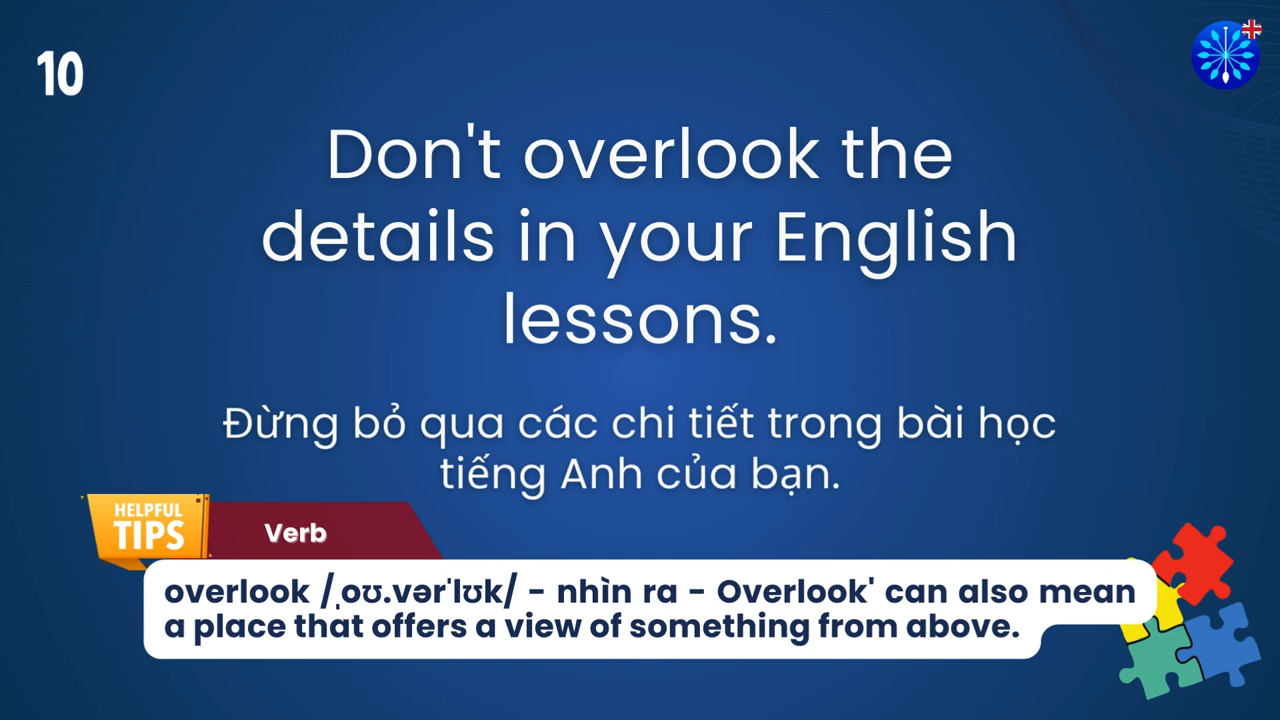 10
Don't overlook the
details in your English
lessons.
Đừng bỏ qua các chi tiết trong bài học
tiếng Anh của bạn.
HELPFUL
TIPS
Verb
overlook /ˌoʊ.vərˈlʊk/ - nhìn ra - Overlook' can also mean
a place that offers a view of something from above.